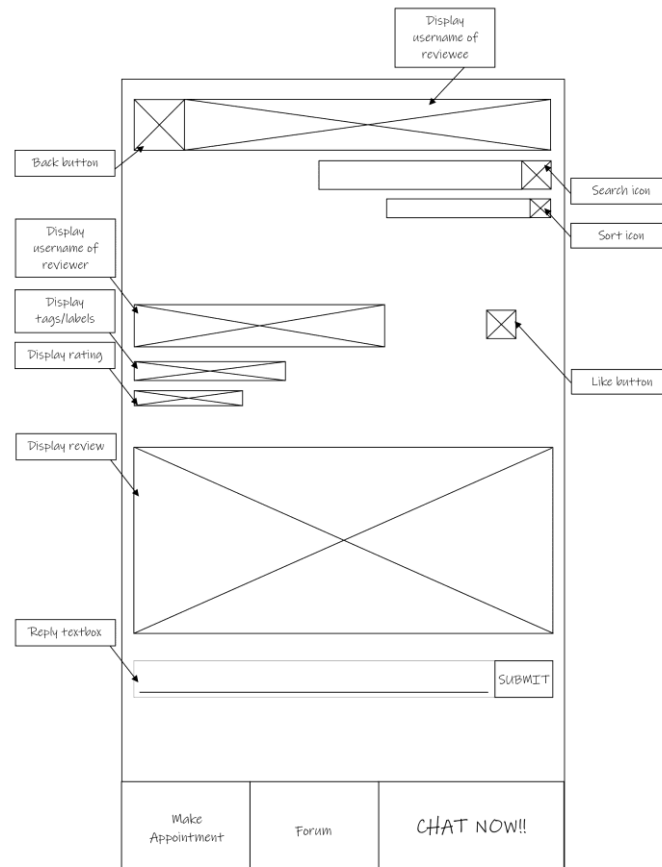 Display
username of
reviewee
Back button
Search icon
Sort icon
Display
username of
reviewer
Display
tags/labels
Display rating
Like button
Display review
Reply textbox
SUBMIT
Make
Appointment
Forum
CHAT NOW!!